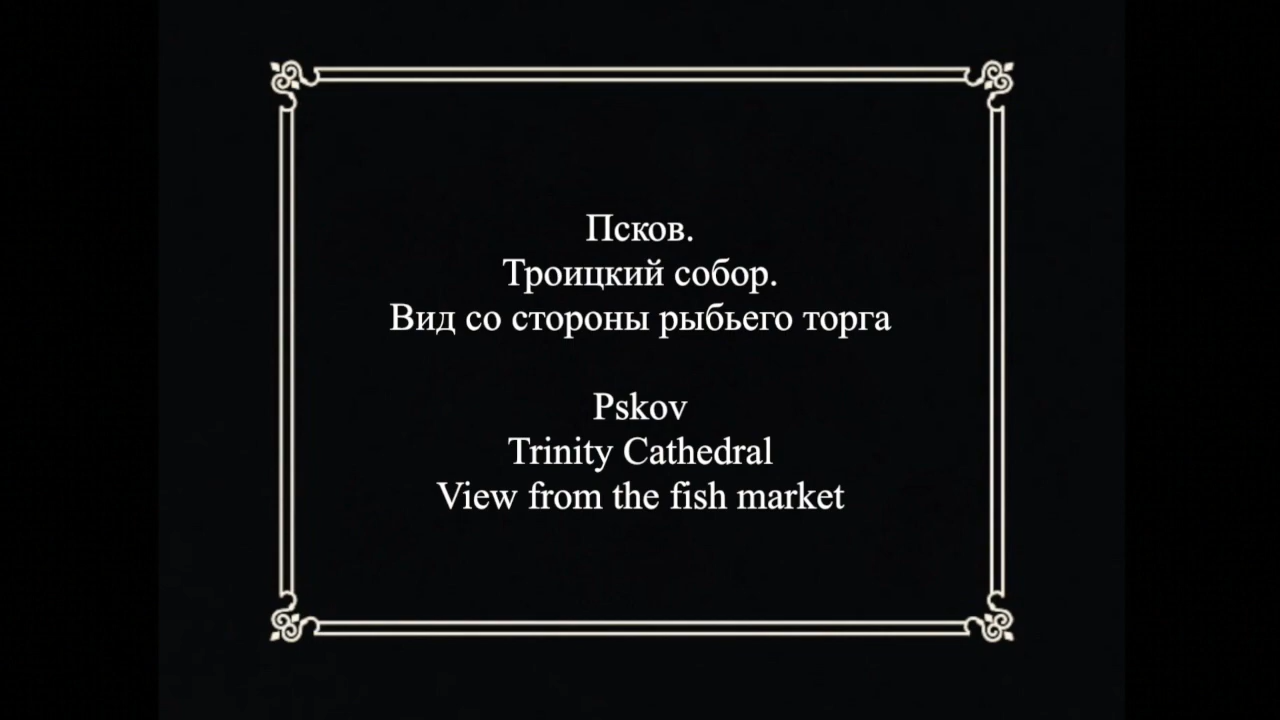 Псков.
Троицкий собор.
Вид со стороны рыбьего торга
Pskov
Trinity Cathedral
View from the fish market